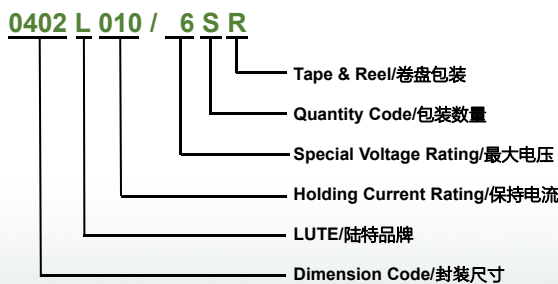 0402 L 010 / 6 S R
Tape & Reel/卷盘包装
Quantity Code/包装数量
Special Voltage Rating/最大电压
Holding Current Rating/保持电流
LUTE/陆特品牌
Dimension Code/封装尺寸